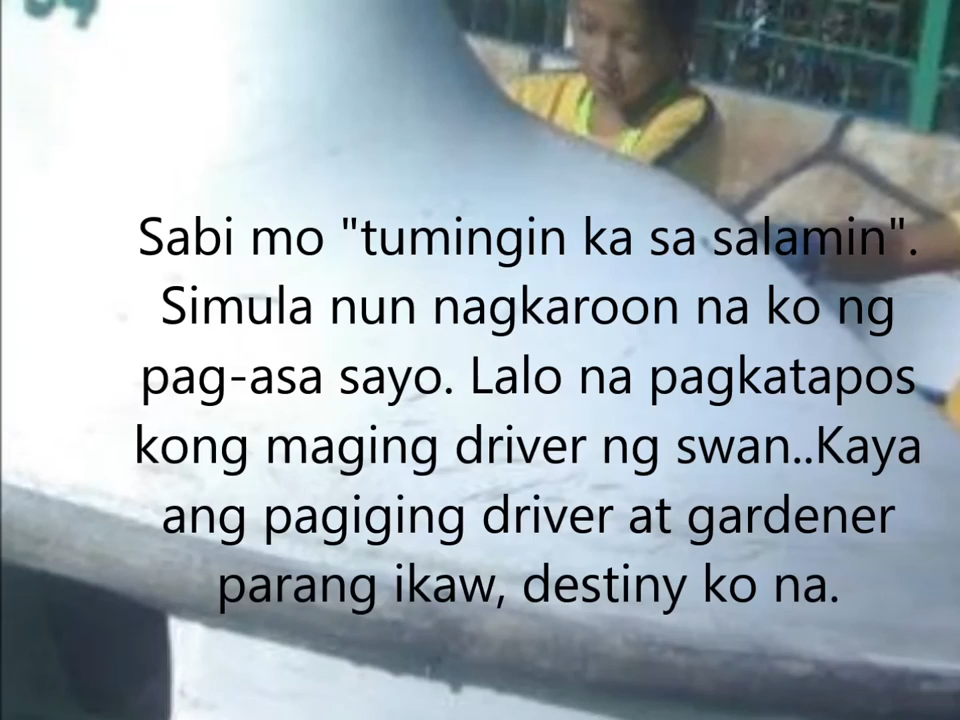 Sabi mo "tumingin ka sa salamin".
Simula nun nagkaroon na ko ng
pag-asa sayo. Lalo na pagkatapos
kong maging driver ng swan..Kaya
ang pagiging driver at gardener
parang ikaw, destiny ko na.